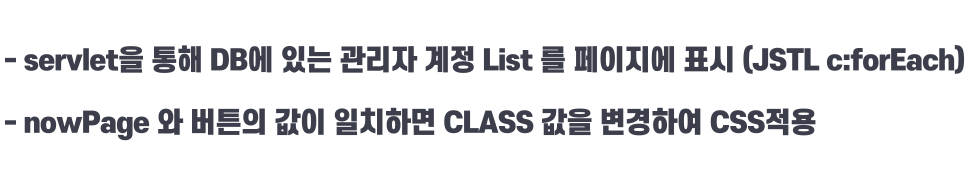 - servlet을 통해 DB에 있는 관리자 계정 List 를 페이지에 표시 (JSTL c:forEach)
- nowPage 와 버튼의 값이 일치하면 CLASS 값을 변경하여 CSS적용